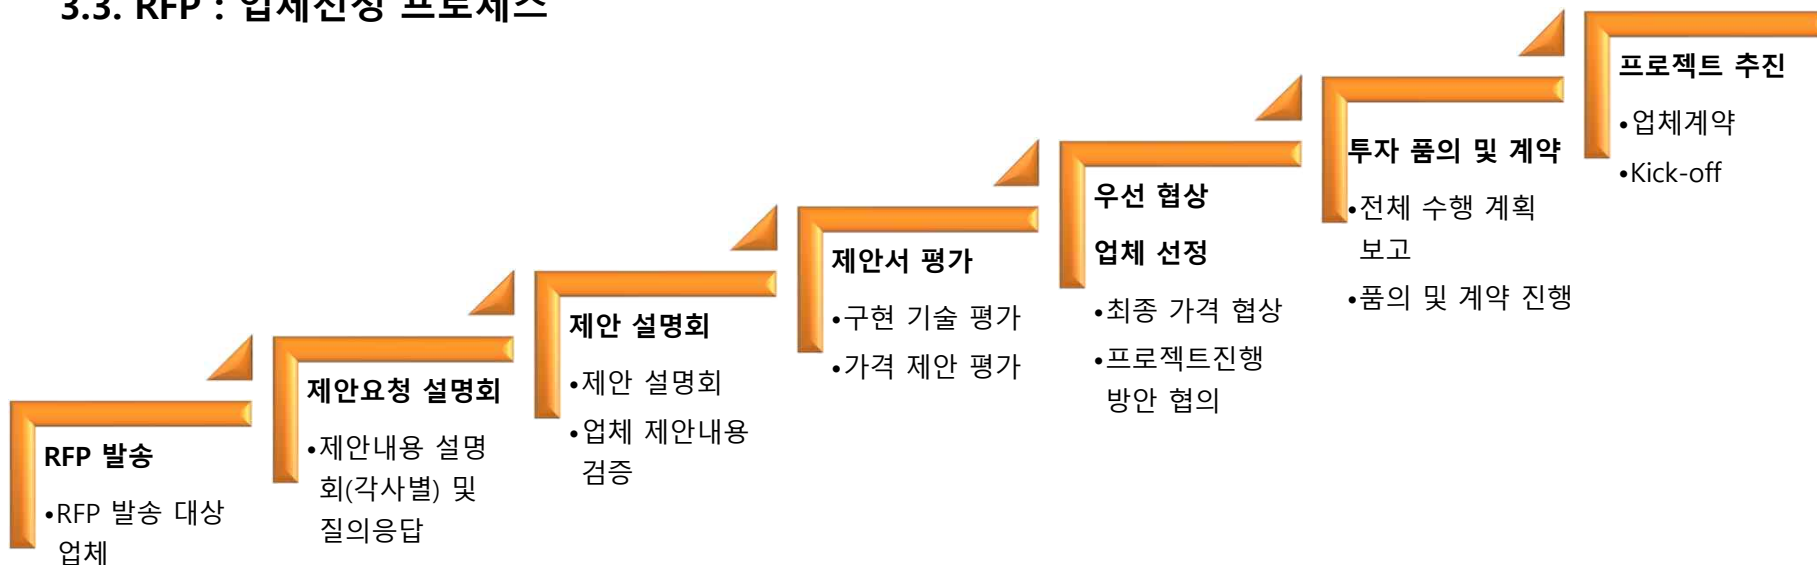 3.3. RFP : 업체선정 프로세스
RFP 발송
•RFP 발송 대상
업체
제안요청 설명회
•제안내용 설명
회(각사별) 및
질의응답
제안 설명회
•제안 설명회
•업체 제안내용
검증
제안서 평가
•구현 기술 평가
•가격 제안 평가
우선 협상
업체 선정
•최종 가격 협상
•프로젝트진행
방안 협의
투자 품의 및 계약
•전체 수행 계획
보고
•품의 및 계약 진행
프로젝트 추진
•업체계약
•Kick-off